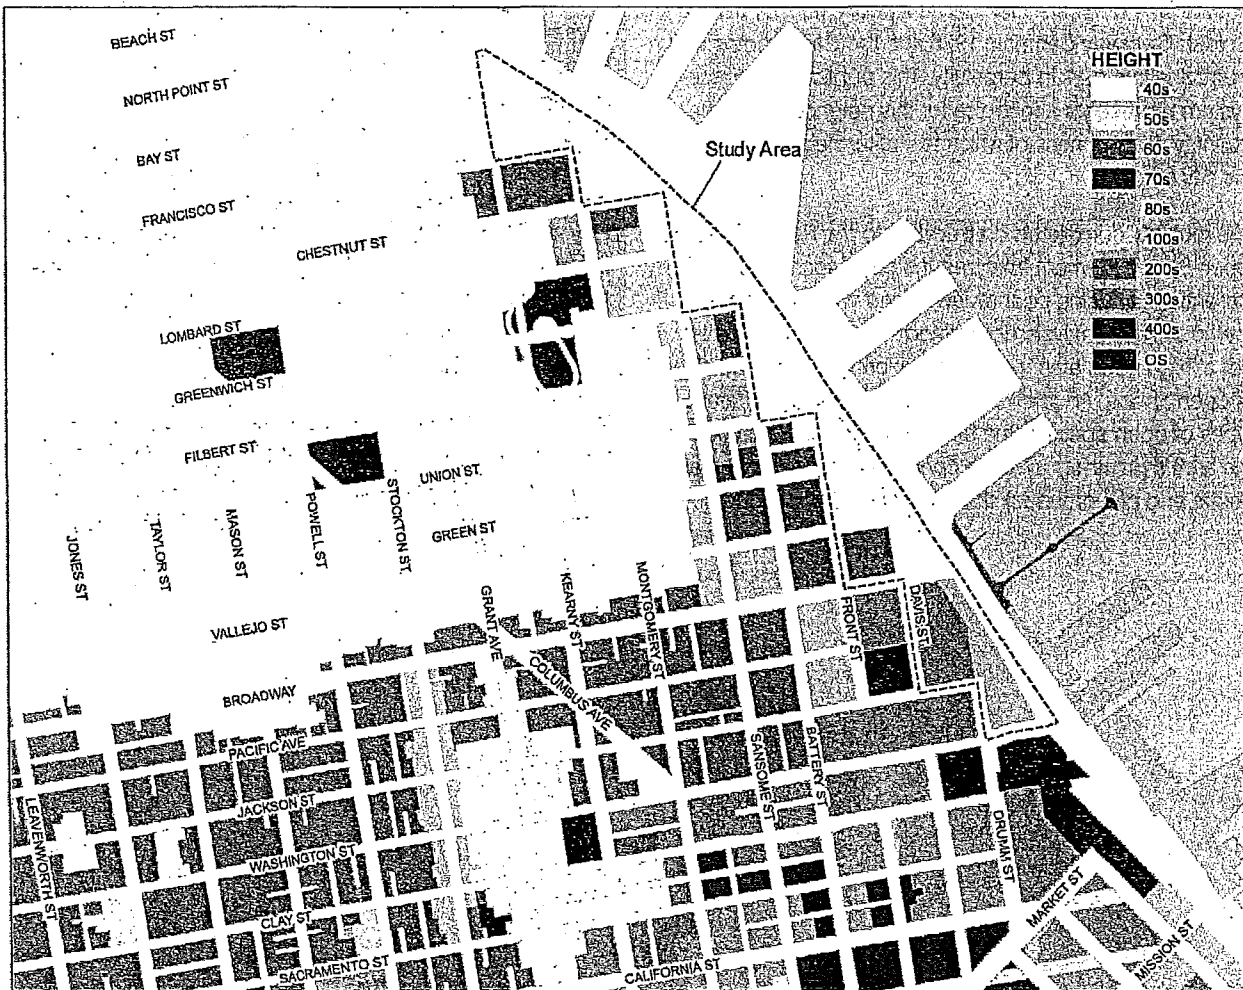 BEACH ST
NORTH POINT ST
BAY ST
FRANCISCO ST
CHESTNUT ST
LOMBARD ST
GREENWICH ST
FILBERT ST
UNION ST
GREEN ST
VALLEJO ST
BROADWAY
PACIFIC AVE
JACKSON ST
WASHINGTON ST
CLAY ST
SACRAMENTO ST
CALIFORNIA ST
JONES ST
TAYLOR ST
MASON ST
POWELL ST
STOCKTON ST
GRANT AVE
KEARNY ST
MONTGOMERY ST
COLUMBUS AVE
LEAVENWORTH ST
SANSOME ST
BATTERY ST
FRONT ST
DAVIS ST
DRUMM ST
MARKET ST
MISSION ST
Study Area
HEIGHT
40s
50s
60s
70s
80s
100s
200s
300s
400s
OS